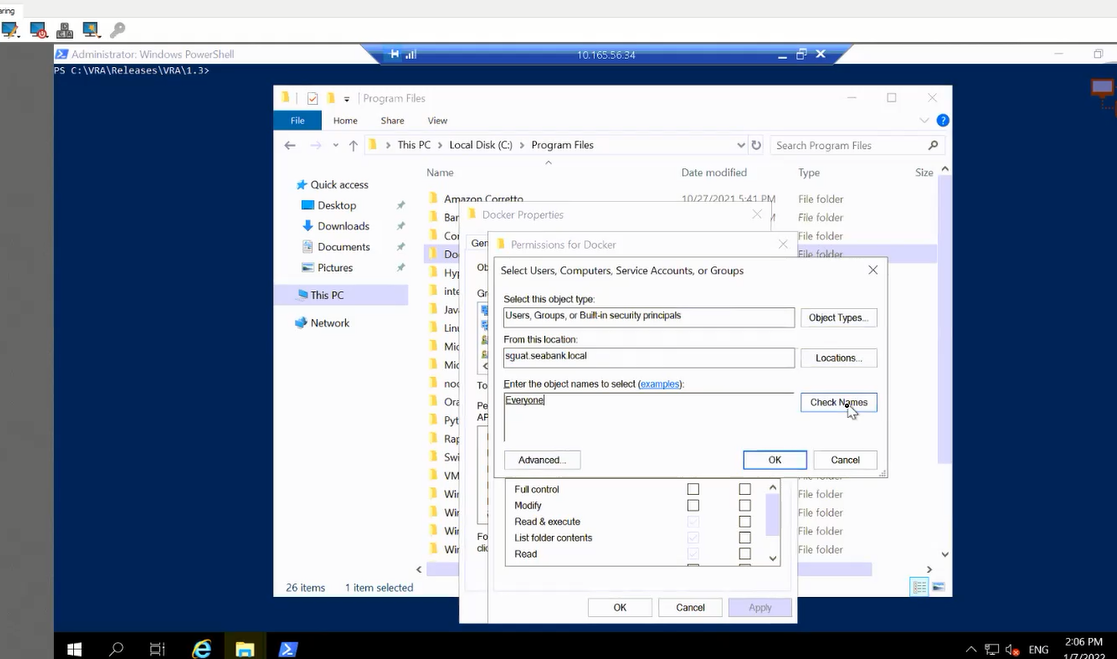 aring
Administrator: Windows PowerShell
10.165.56.34
PS C:\VRA\Releases\VRA\1.3>
Program Files
File Home Share View
This PC Local Disk (C:) Program Files
Search Program Files
Name Date modified Type Size
Quick access
Desktop
Downloads
Documents
Pictures
This PC
Network
Amazon Corretto 10/27/2021 5:41 PM File folder
Ba
File folder
Co
File folder
Do
File folder
Hyp
inte
Java
Linu
Mic
Mic
noc
Ora
Pyt
Rap
Swi
VM
Win
Win
Win
Win
File folder
File folder
File folder
File folder
Docker Properties
Gen
Ob
Gr
To
Pe
Fo
clic
Permissions for Docker
Select Users, Computers, Service Accounts, or Groups
Select this object type:
Users, Groups, or Built-in security principals
Object Types...
From this location:
sguat.seabank.local
Locations...
Enter the object names to select (examples):
Everyone
Check Names
Advanced...
OK
Cancel
Full control
Modify
Read & execute
List folder contents
Read
OK
Cancel
Apply
26 items 1 item selected
ENG
2:06 PM
1/7/2022